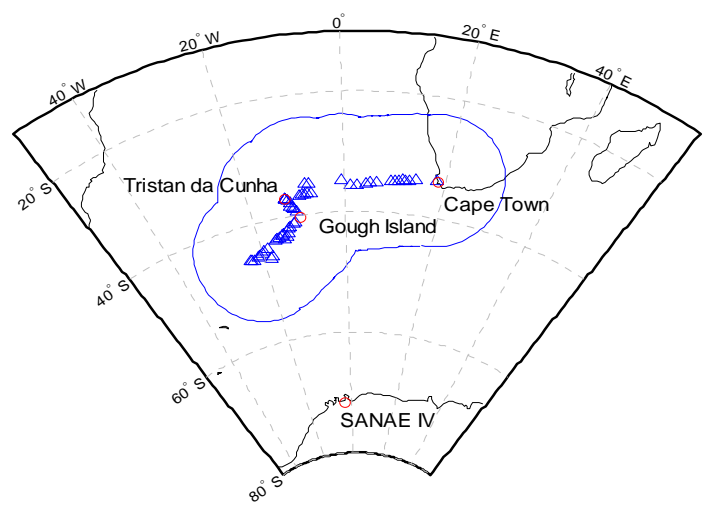 0° 20° E
20° W
40° W 40° E
20° S
Tristan da Cunha
Cape Town
Gough Island
40° S
60° S
SANAE IV
80° S